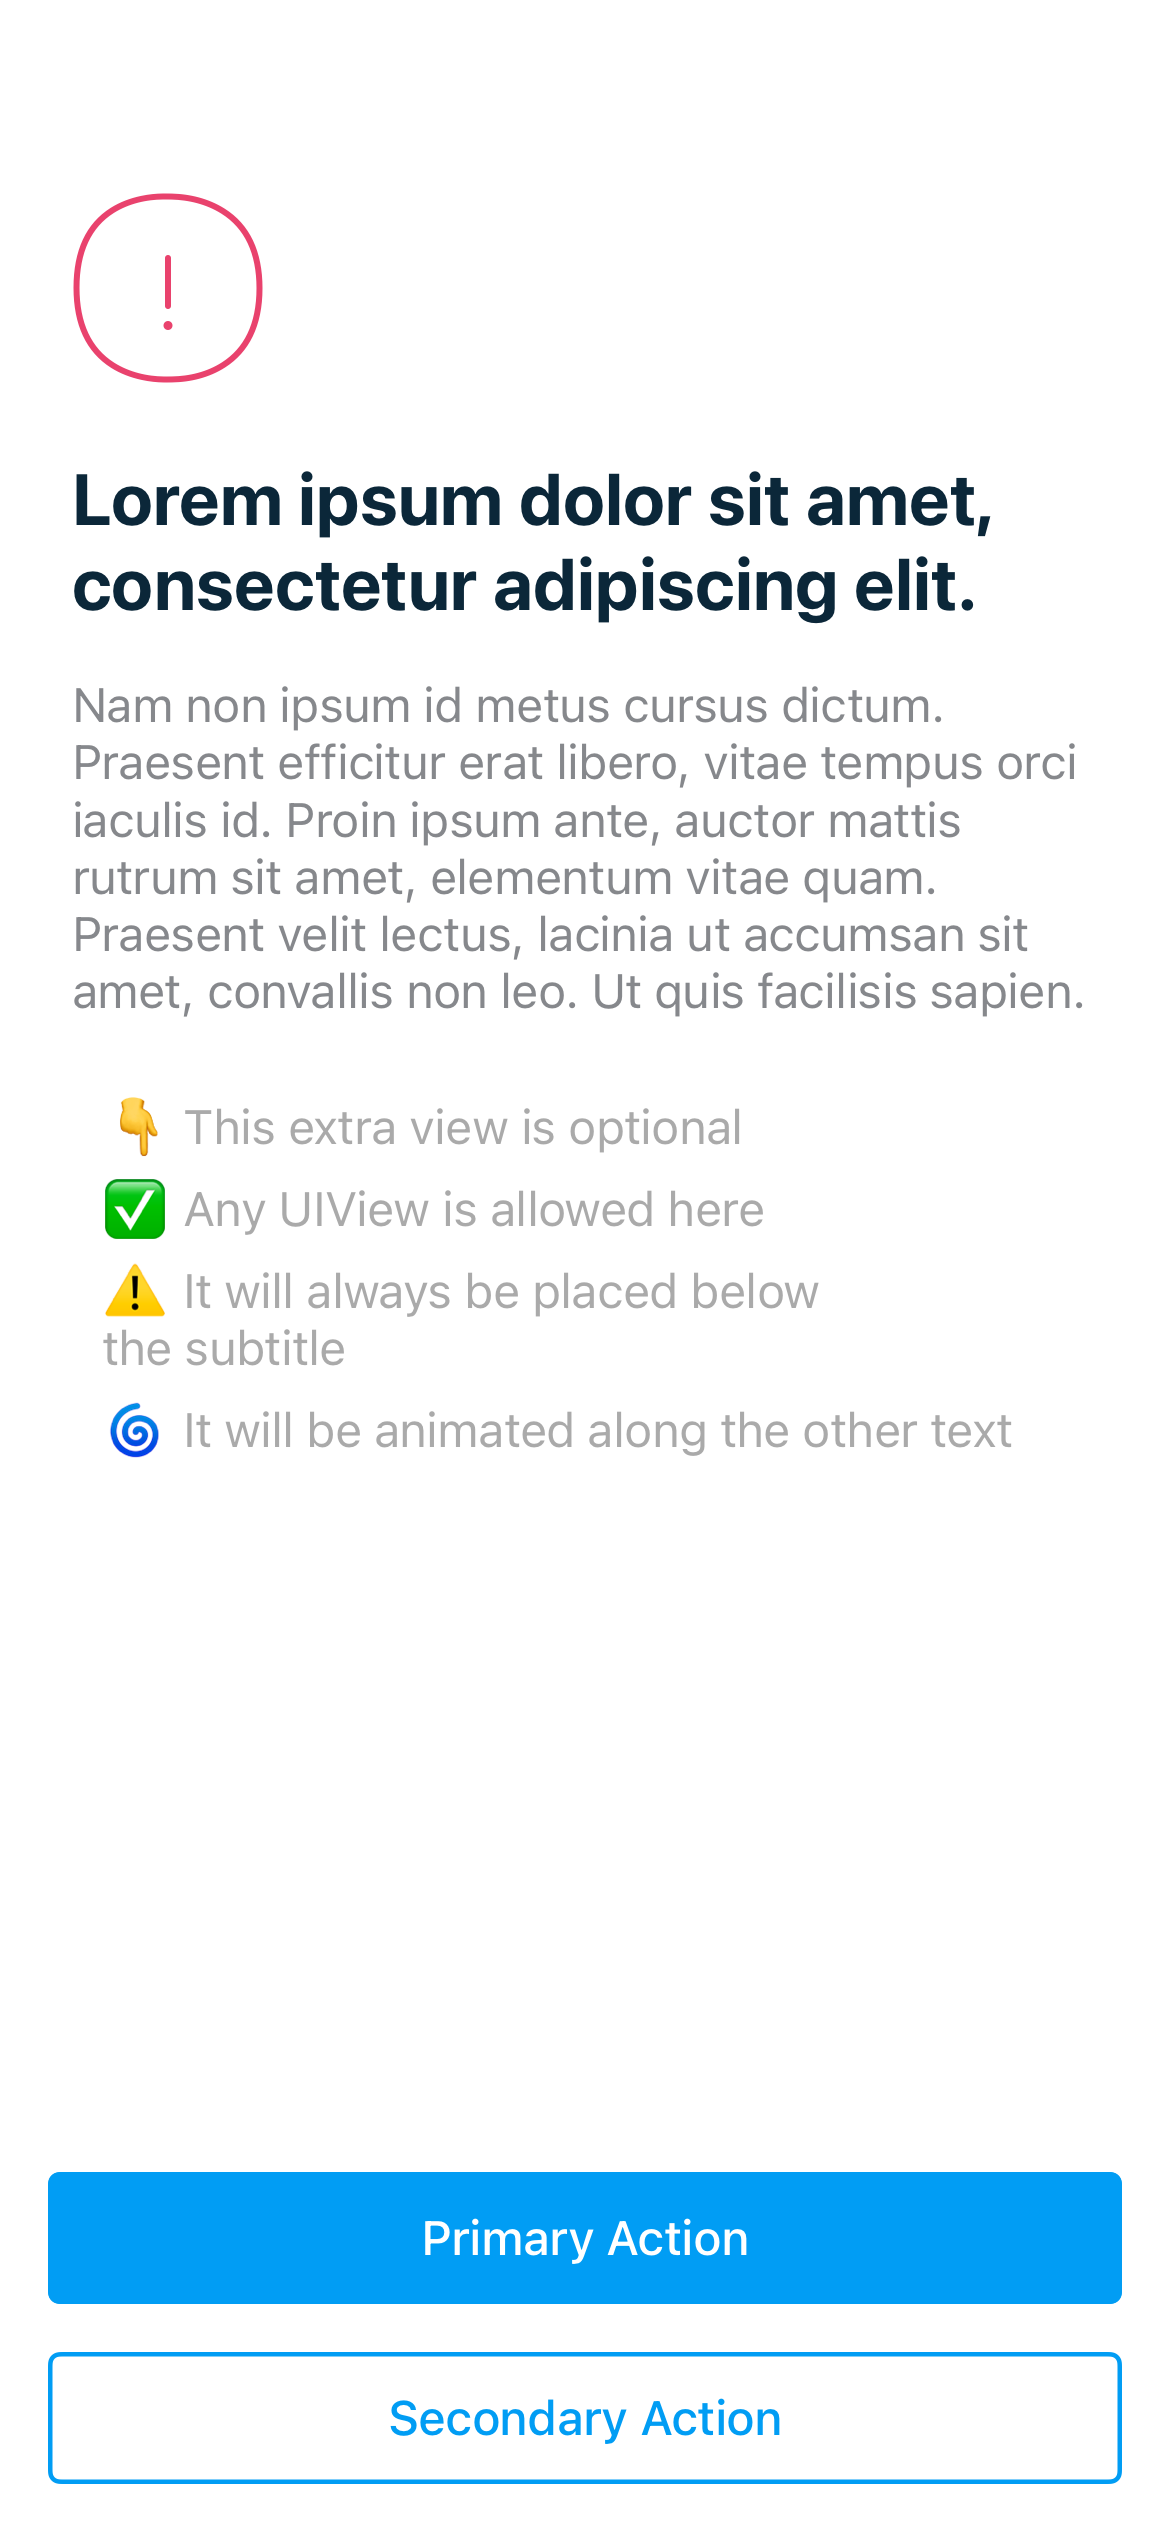 Lorem ipsum dolor sit amet,
consectetur adipiscing elit.
Nam non ipsum id metus cursus dictum.
Praesent efficitur erat libero, vitae tempus orci
iaculis id. Proin ipsum ante, auctor mattis
rutrum sit amet, elementum vitae quam.
Praesent velit lectus, lacinia ut accumsan sit
amet, convallis non leo. Ut quis facilisis sapien.
👇 This extra view is optional
✅ Any UIView is allowed here
⚠️ It will always be placed below
the subtitle
🌀 It will be animated along the other text
Primary Action
Secondary Action